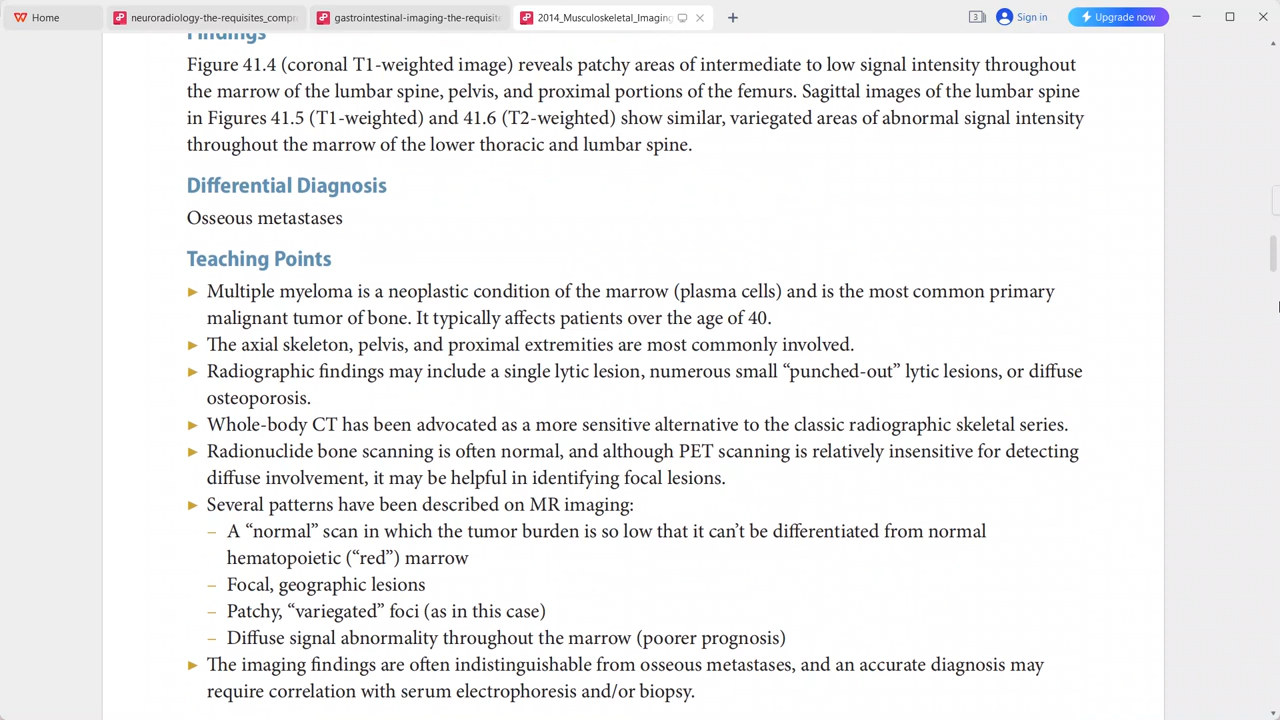 Home
neuroradiology-the-requisites_compr
gastrointestinal-imaging-the-requisite
2014_Musculoskeletal_Imaging
3
Sign in
Upgrade now
Findings
Figure 41.4 (coronal T1-weighted image) reveals patchy areas of intermediate to low signal intensity throughout
the marrow of the lumbar spine, pelvis, and proximal portions of the femurs. Sagittal images of the lumbar spine
in Figures 41.5 (T1-weighted) and 41.6 (T2-weighted) show similar, variegated areas of abnormal signal intensity
throughout the marrow of the lower thoracic and lumbar spine.
Differential Diagnosis
Osseous metastases
Teaching Points
► Multiple myeloma is a neoplastic condition of the marrow (plasma cells) and is the most common primary
malignant tumor of bone. It typically affects patients over the age of 40.
► The axial skeleton, pelvis, and proximal extremities are most commonly involved.
► Radiographic findings may include a single lytic lesion, numerous small “punched-out” lytic lesions, or diffuse
osteoporosis.
► Whole-body CT has been advocated as a more sensitive alternative to the classic radiographic skeletal series.
► Radionuclide bone scanning is often normal, and although PET scanning is relatively insensitive for detecting
diffuse involvement, it may be helpful in identifying focal lesions.
► Several patterns have been described on MR imaging:
– A “normal” scan in which the tumor burden is so low that it can’t be differentiated from normal
hematopoietic (“red”) marrow
– Focal, geographic lesions
– Patchy, “variegated” foci (as in this case)
– Diffuse signal abnormality throughout the marrow (poorer prognosis)
► The imaging findings are often indistinguishable from osseous metastases, and an accurate diagnosis may
require correlation with serum electrophoresis and/or biopsy.